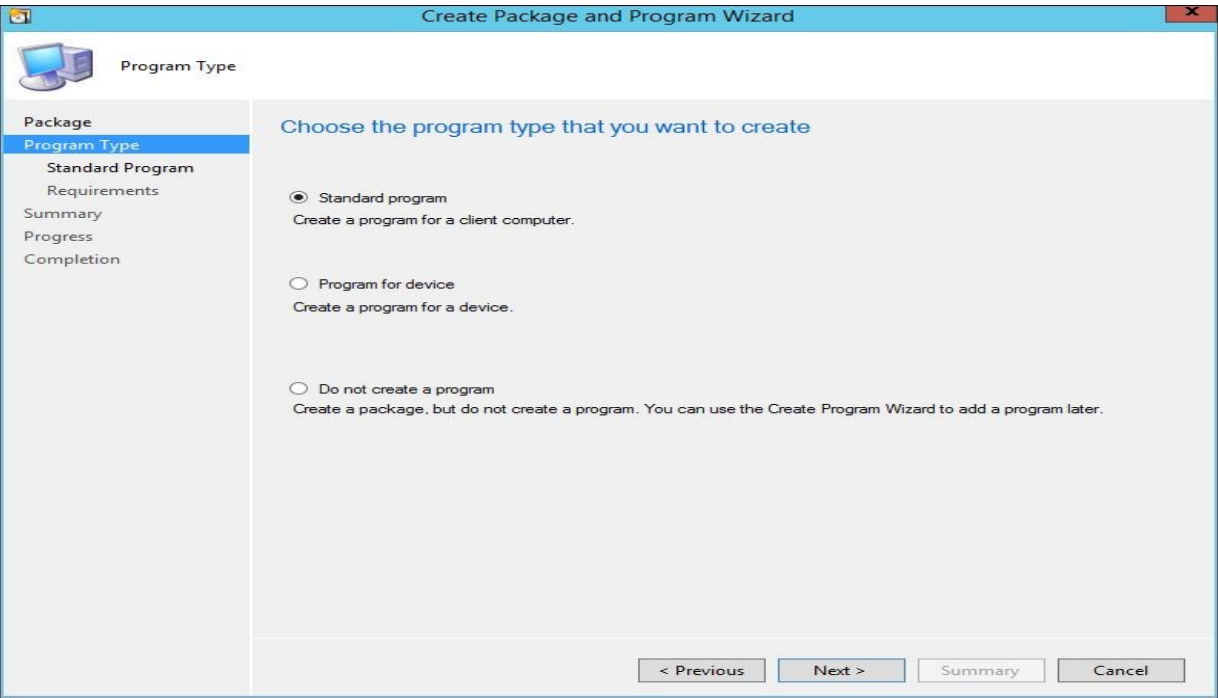 Create Package and Program Wizard
x
Program Type
Package
Program Type
Standard Program
Requirements
Summary
Progress
Completion
Choose the program type that you want to create
Standard program
Create a program for a client computer.
Program for device
Create a program for a device.
Do not create a program
Create a package, but do not create a program. You can use the Create Program Wizard to add a program later.
< Previous
Next >
Summary
Cancel